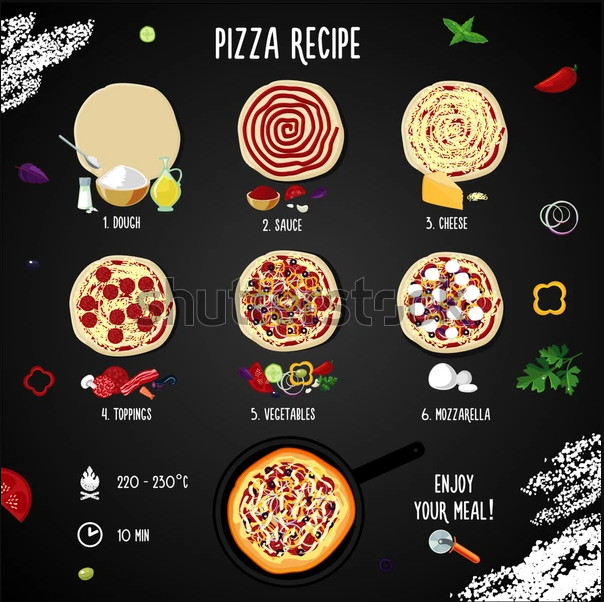 PIZZA RECIPE
1. DOUGH
2. SAUCE
3. CHEESE
shutterstock
4. TOPPINGS
5. VEGETABLES
6. MOZZARELLA
220 - 230°C
10 MIN
ENJOY
YOUR MEAL!